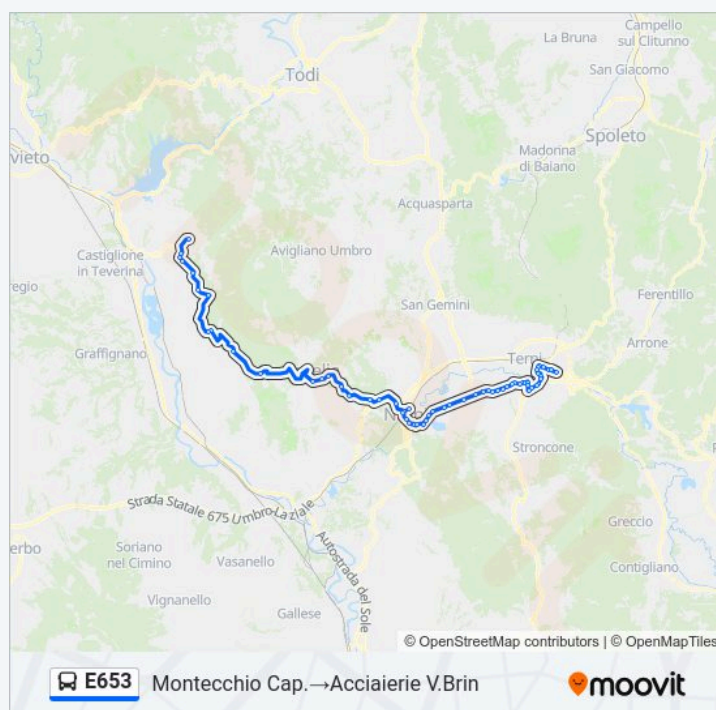 Campello
sul Clitunno
La Bruna
San Giacomo
Todi
Spoleto
vieto
Madonna
di Baiano
Acquasparta
Castiglione
in Teverina
Avigliano Umbro
regio
San Gemini
Ferentillo
Graffignano
Terni
Arrone
Stroncone
Strada Statale 675 Umbro-Laziale
Greccio
erbo
Soriano
nel Cimino
Vasanello
Autostrada del Sole
Contigliano
Vignanello
Gallese
© OpenStreetMap contributors | © OpenMapTiles
E653
Montecchio Cap.→Acciaierie V.Brin
moovit